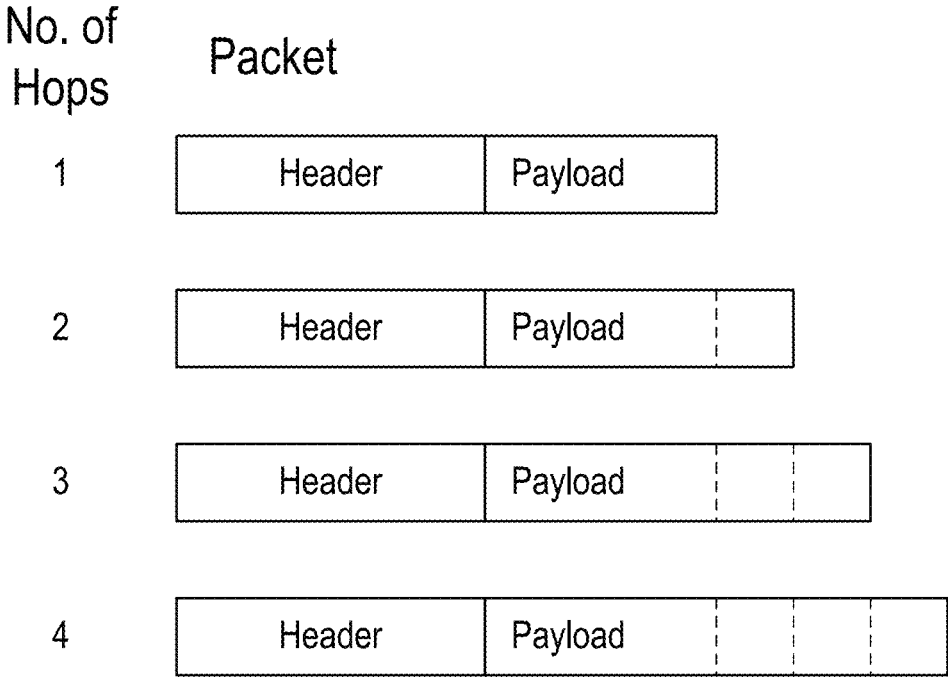 No. of
Hops
Packet
1 Header Payload
2 Header Payload
3 Header Payload
4 Header Payload